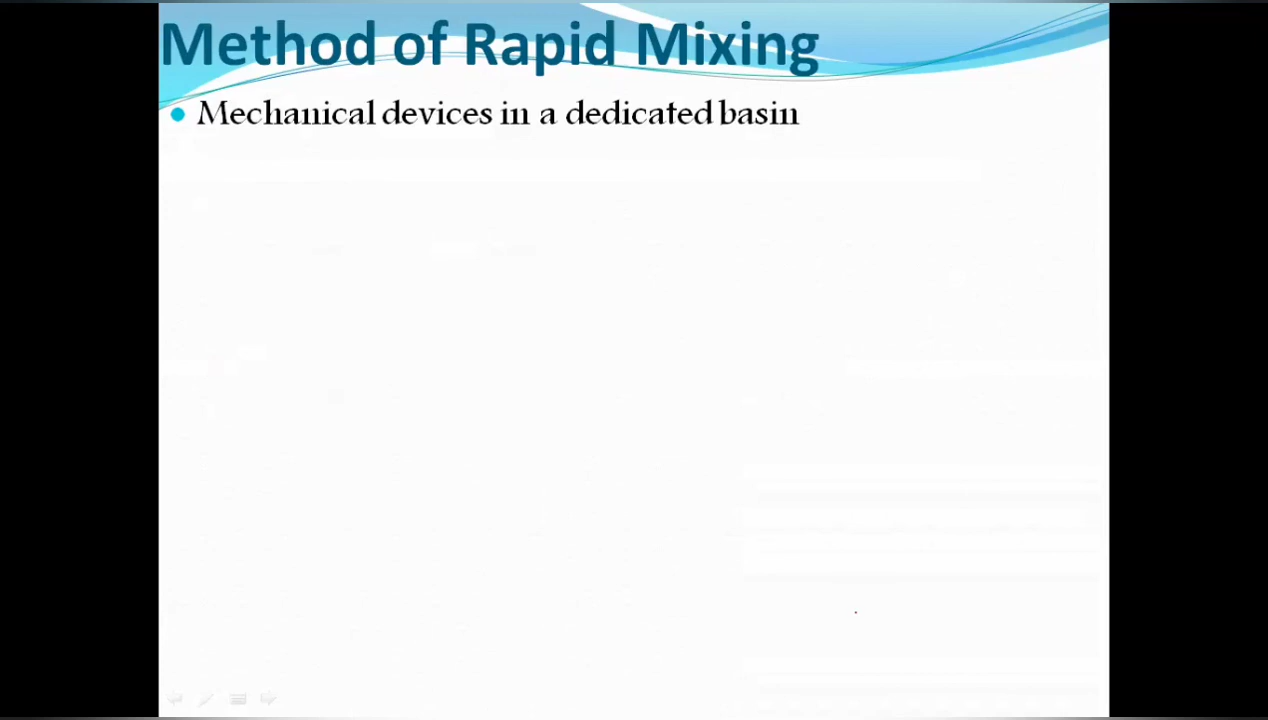 Method of Rapid Mixing
Mechanical devices in a dedicated basin